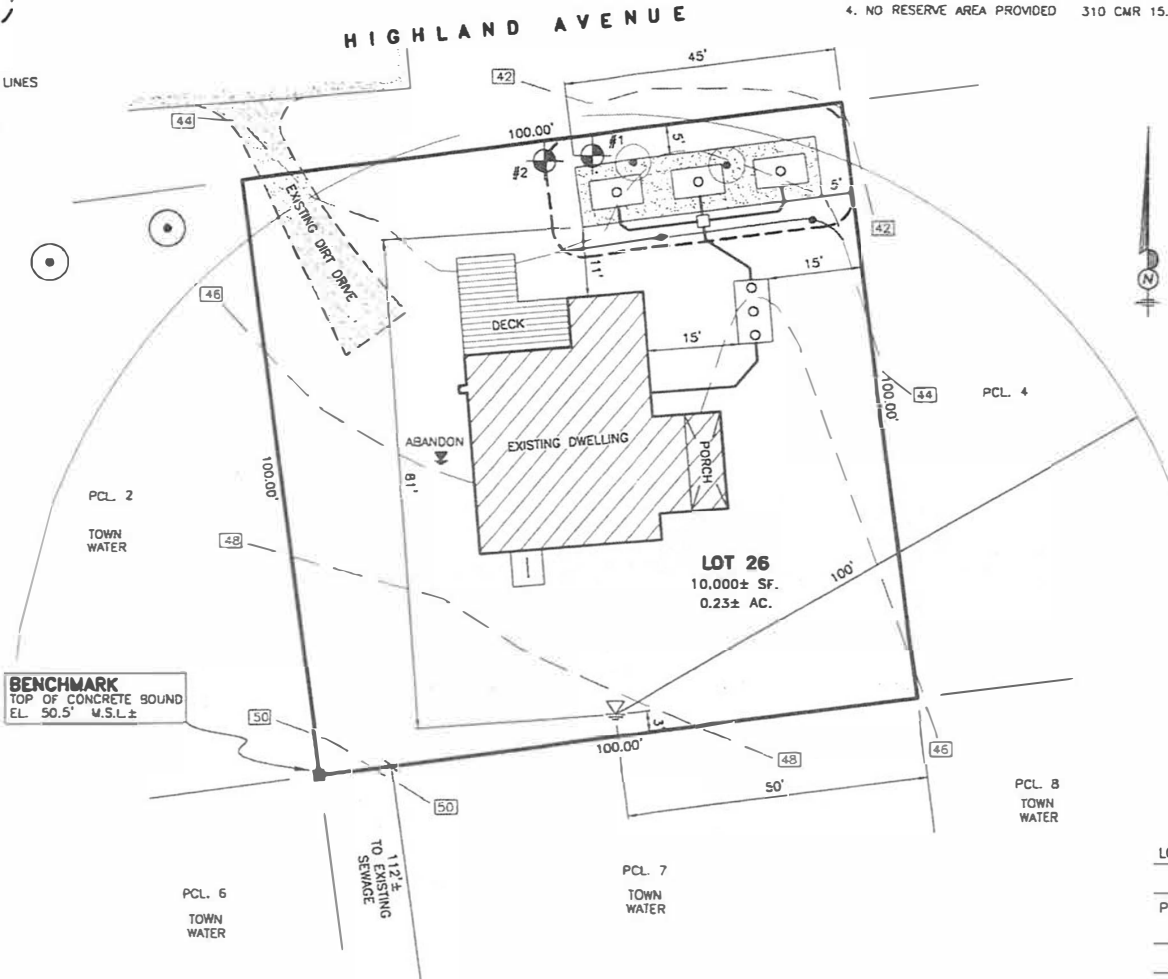 HIGHLAND AVENUE
4. NO RESERVE AREA PROVIDED 310 CMR 15.
LINES
45'
42
44
100.00'
#1
#2
5'
5'
42
EXISTING DIRT DRIVE
11'
15'
N
46
DECK
15'
44
100.00'
PCL. 4
ABANDON
EXISTING DWELLING
PORCH
81'
100.00'
PCL. 2
TOWN
WATER
48
LOT 26
10,000± SF.
0.23± AC.
100'
BENCHMARK
TOP OF CONCRETE BOUND
EL. 50.5' M.S.L.±
50
3'
100.00'
48
46
50
50'
PCL. 8
TOWN
WATER
112'±
TO EXISTING
SEWAGE
PCL. 7
TOWN
WATER
PCL. 6
TOWN
WATER